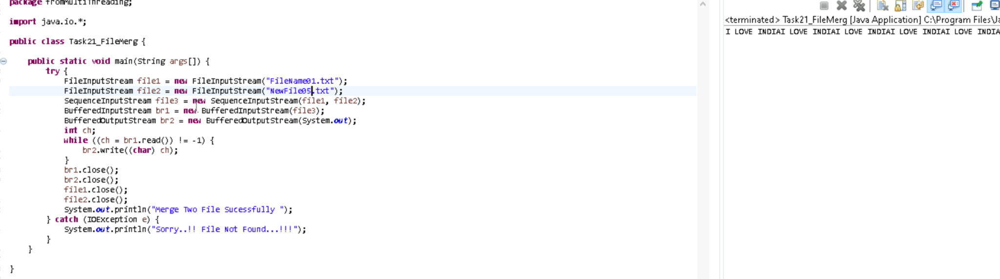 package fromMultiThreading;
import java.io.*;
public class Task21_FileMerg {
public static void main(String args[]) {
try {
FileInputStream file1 = new FileInputStream("FileName01.txt");
FileInputStream file2 = new FileInputStream("NewFile05.txt");
SequenceInputStream file3 = new SequenceInputStream(file1, file2);
BufferedInputStream br1 = new BufferedInputStream(file3);
BufferedOutputStream br2 = new BufferedOutputStream(System.out);
int ch;
while ((ch = br1.read()) != -1) {
br2.write((char) ch);
}
br1.close();
br2.close();
file1.close();
file2.close();
System.out.println("Merge Two File Sucessfully ");
} catch (IOException e) {
System.out.println("Sorry..!! File Not Found...!!!");
}
}
}
<terminated> Task21_FileMerg [Java Application] C:\Program Files\Ja
I LOVE INDIAI LOVE INDIAI LOVE INDIAI LOVE INDIAI LOVE INDIA